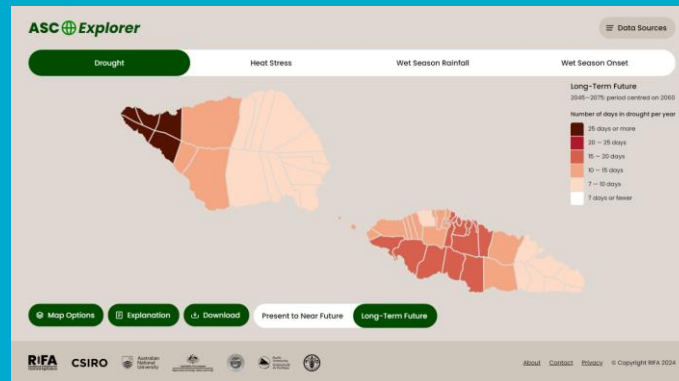 ASC Explorer
Data Sources
Drought
Heat Stress
Wet Season Rainfall
Wet Season Onset
Long-Term Future
2045–2075: period centred on 2060
Number of days in drought per year
25 days or more
20 – 25 days
15 – 20 days
10 – 15 days
7 – 10 days
7 days or fewer
Map Options
Explanation
Download
Present to Near Future
Long-Term Future
RIFA
CSIRO
Australian National University
About
Contact
Privacy
© Copyright RIFA 2024